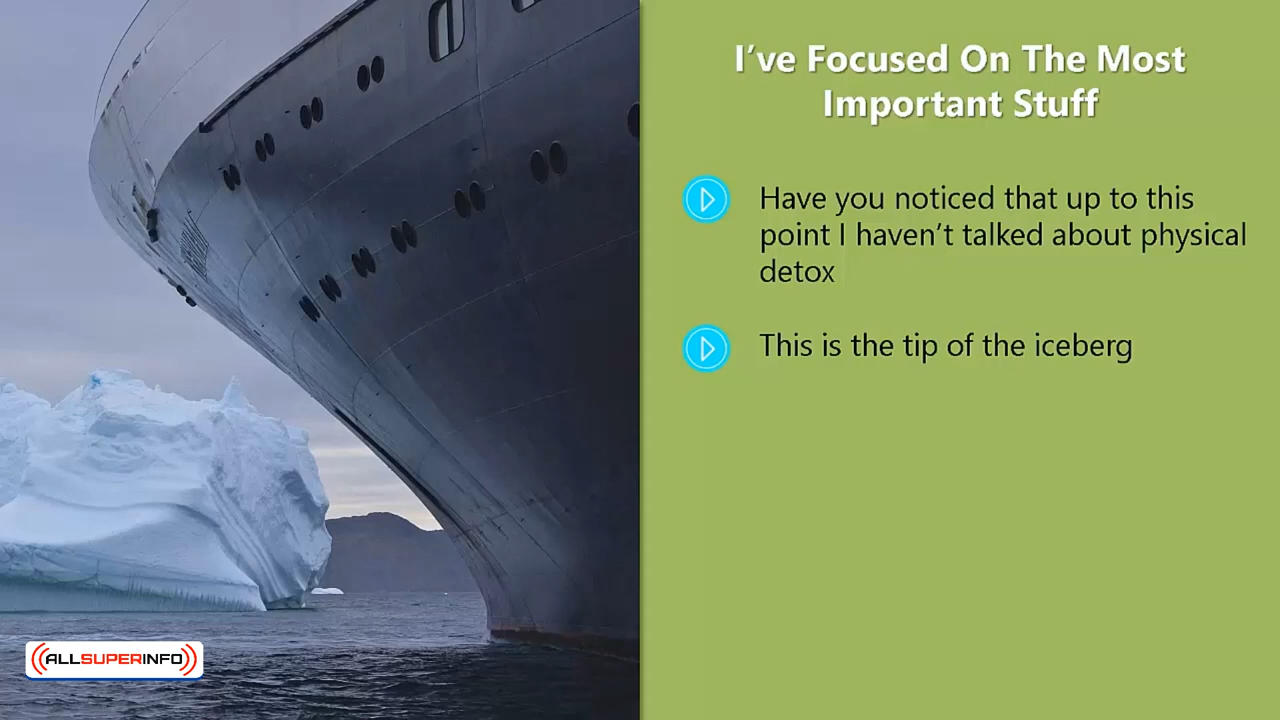 I’ve Focused On The Most
Important Stuff
Have you noticed that up to this
point I haven’t talked about physical
detox
This is the tip of the iceberg
ALLSUPERINFO